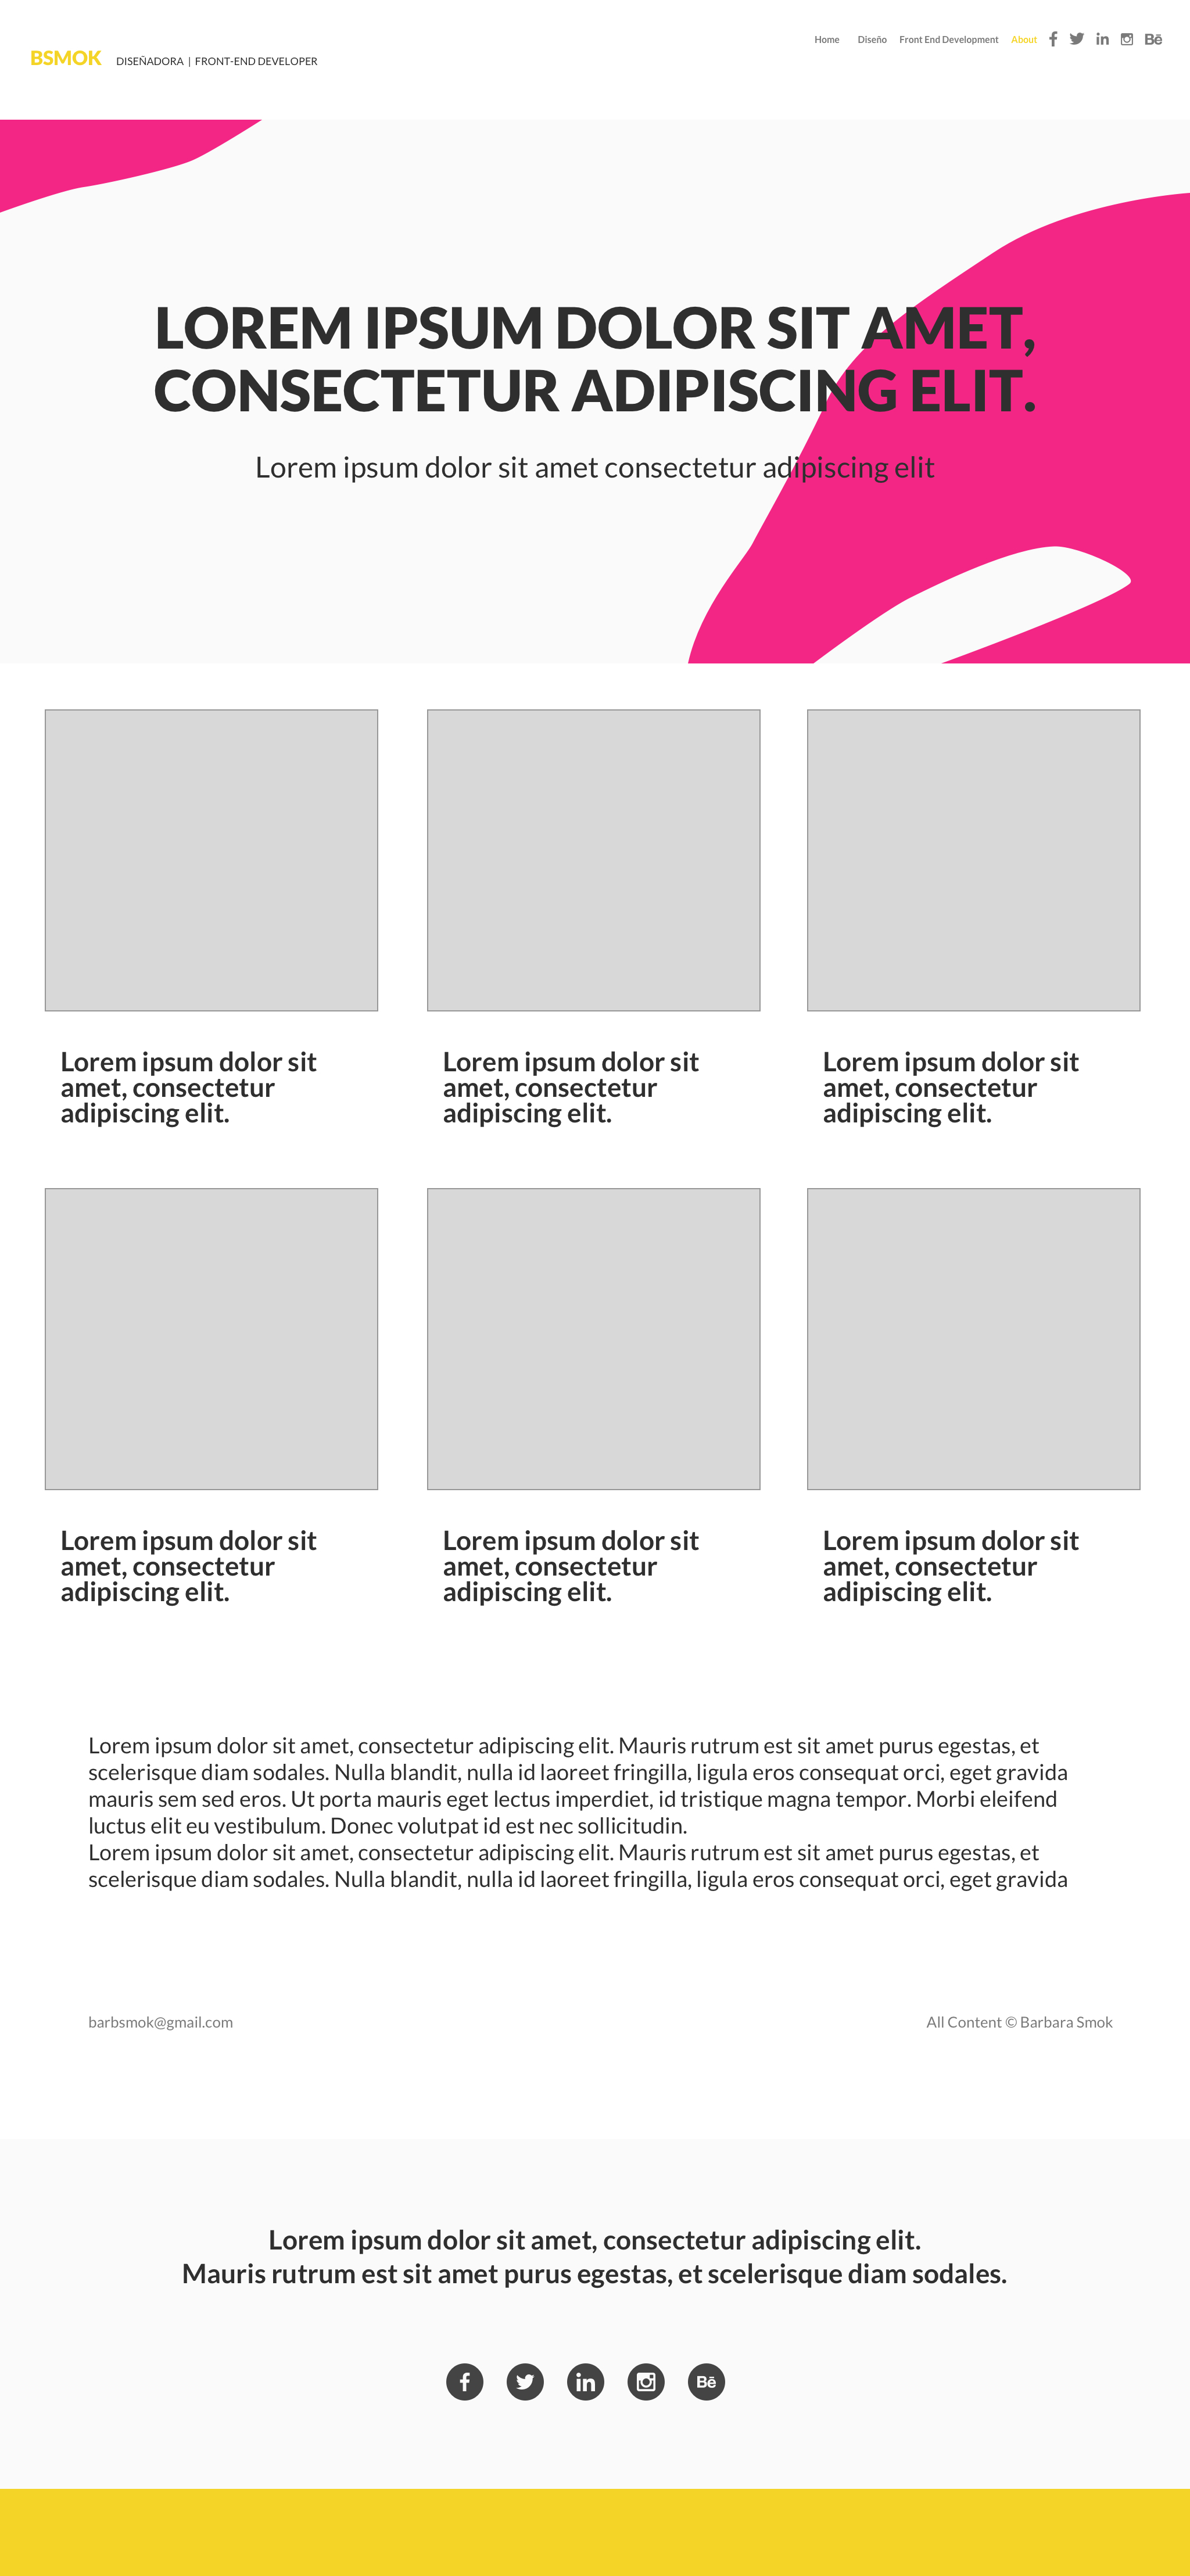 BSMOK DISEÑADORA | FRONT-END DEVELOPER
Home Diseño Front End Development About
LOREM IPSUM DOLOR SIT AMET,
CONSECTETUR ADIPISCING ELIT.
Lorem ipsum dolor sit amet consectetur adipiscing elit
Lorem ipsum dolor sit
amet, consectetur
adipiscing elit.
Lorem ipsum dolor sit
amet, consectetur
adipiscing elit.
Lorem ipsum dolor sit
amet, consectetur
adipiscing elit.
Lorem ipsum dolor sit
amet, consectetur
adipiscing elit.
Lorem ipsum dolor sit
amet, consectetur
adipiscing elit.
Lorem ipsum dolor sit
amet, consectetur
adipiscing elit.
Lorem ipsum dolor sit amet, consectetur adipiscing elit. Mauris rutrum est sit amet purus egestas, et
scelerisque diam sodales. Nulla blandit, nulla id laoreet fringilla, ligula eros consequat orci, eget gravida
mauris sem sed eros. Ut porta mauris eget lectus imperdiet, id tristique magna tempor. Morbi eleifend
luctus elit eu vestibulum. Donec volutpat id est nec sollicitudin.
Lorem ipsum dolor sit amet, consectetur adipiscing elit. Mauris rutrum est sit amet purus egestas, et
scelerisque diam sodales. Nulla blandit, nulla id laoreet fringilla, ligula eros consequat orci, eget gravida
barbsmok@gmail.com
All Content © Barbara Smok
Lorem ipsum dolor sit amet, consectetur adipiscing elit.
Mauris rutrum est sit amet purus egestas, et scelerisque diam sodales.